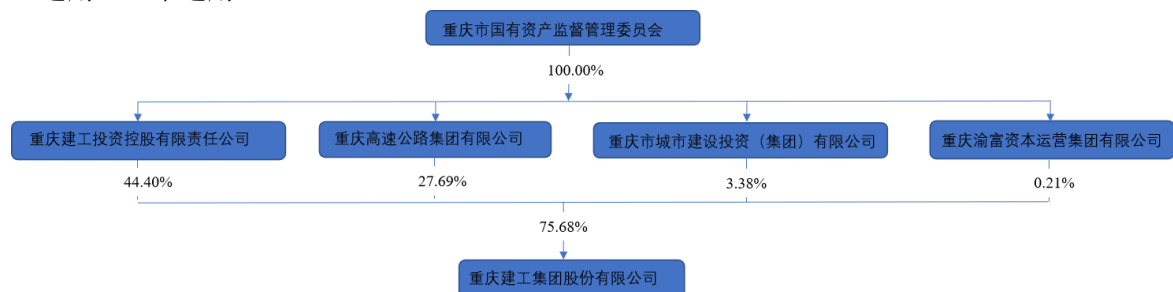 重庆市国有资产监督管理委员会
100.00%
重庆建工投资控股有限责任公司
重庆高速公路集团有限公司
重庆市城市建设投资（集团）有限公司
重庆渝富资本运营集团有限公司
44.40%
27.69%
3.38%
0.21%
75.68%
重庆建工集团股份有限公司